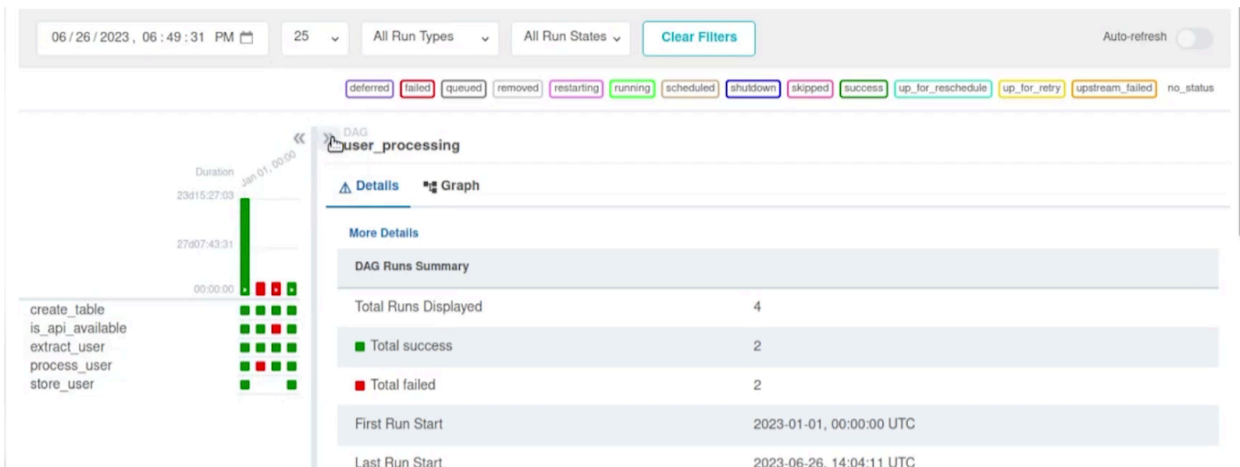 06/26/2023, 06:49:31 PM 25 All Run Types All Run States Clear Filters Auto-refresh
deferred failed queued removed restarting running scheduled shutdown skipped success up_for_reschedule up_for_retry upstream_failed no_status
DAG
user_processing
Details Graph
More Details
DAG Runs Summary
Total Runs Displayed 4
Total success 2
Total failed 2
First Run Start 2023-01-01, 00:00:00 UTC
Last Run Start 2023-06-26, 14:04:11 UTC
Jan 01, 00:00
Duration
23d15:27:03
27d07:43:31
00:00:00
create_table
is_api_available
extract_user
process_user
store_user